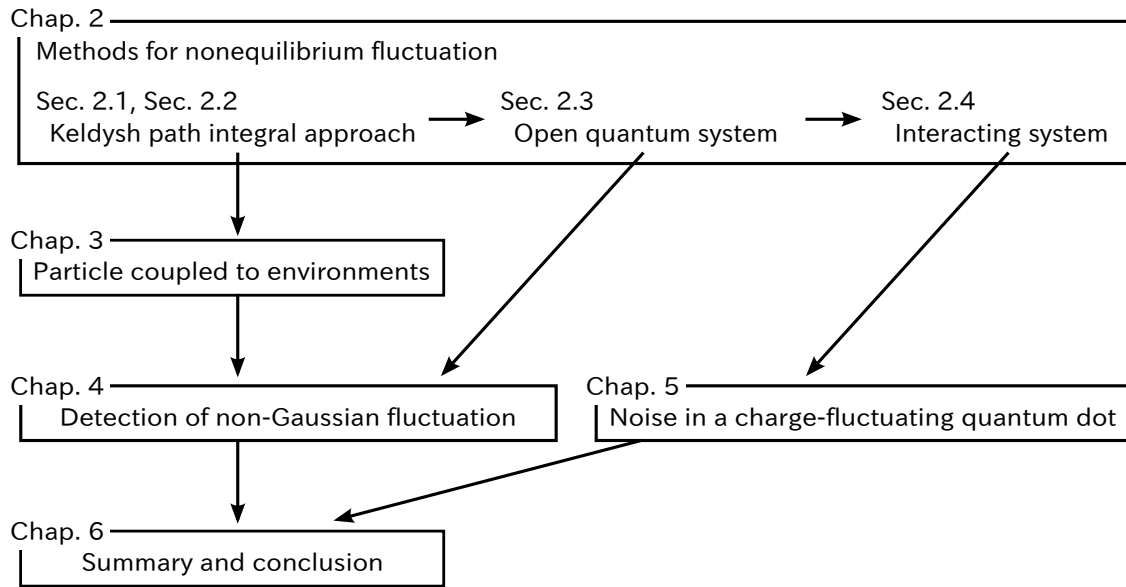 Chap. 2
Methods for nonequilibrium fluctuation
Sec. 2.1, Sec. 2.2
Keldysh path integral approach
Sec. 2.3
Open quantum system
Sec. 2.4
Interacting system
Chap. 3
Particle coupled to environments
Chap. 4
Detection of non-Gaussian fluctuation
Chap. 5
Noise in a charge-fluctuating quantum dot
Chap. 6
Summary and conclusion